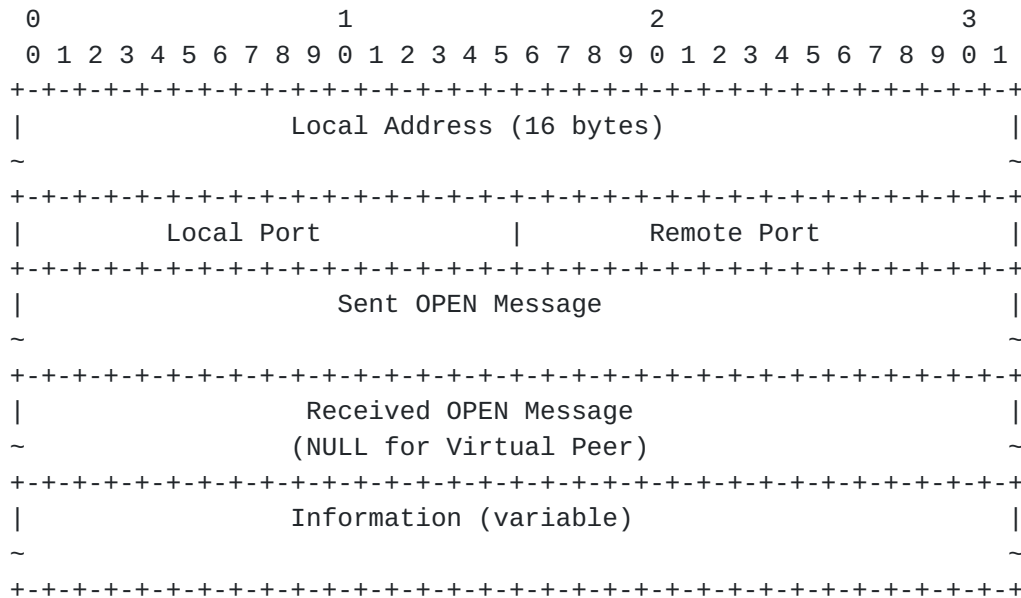 0                   1                   2                   3
 0 1 2 3 4 5 6 7 8 9 0 1 2 3 4 5 6 7 8 9 0 1 2 3 4 5 6 7 8 9 0 1
+-+-+-+-+-+-+-+-+-+-+-+-+-+-+-+-+-+-+-+-+-+-+-+-+-+-+-+-+-+-+-+-+
|                 Local Address (16 bytes)                      |
~                                                               ~
+-+-+-+-+-+-+-+-+-+-+-+-+-+-+-+-+-+-+-+-+-+-+-+-+-+-+-+-+-+-+-+-+
|         Local Port            |        Remote Port            |
+-+-+-+-+-+-+-+-+-+-+-+-+-+-+-+-+-+-+-+-+-+-+-+-+-+-+-+-+-+-+-+-+
|                    Sent OPEN Message                          |
~                                                               ~
+-+-+-+-+-+-+-+-+-+-+-+-+-+-+-+-+-+-+-+-+-+-+-+-+-+-+-+-+-+-+-+-+
|                  Received OPEN Message                        |
~                 (NULL for Virtual Peer)                       ~
+-+-+-+-+-+-+-+-+-+-+-+-+-+-+-+-+-+-+-+-+-+-+-+-+-+-+-+-+-+-+-+-+
|                 Information (variable)                        |
~                                                               ~
+-+-+-+-+-+-+-+-+-+-+-+-+-+-+-+-+-+-+-+-+-+-+-+-+-+-+-+-+-+-+-+-+